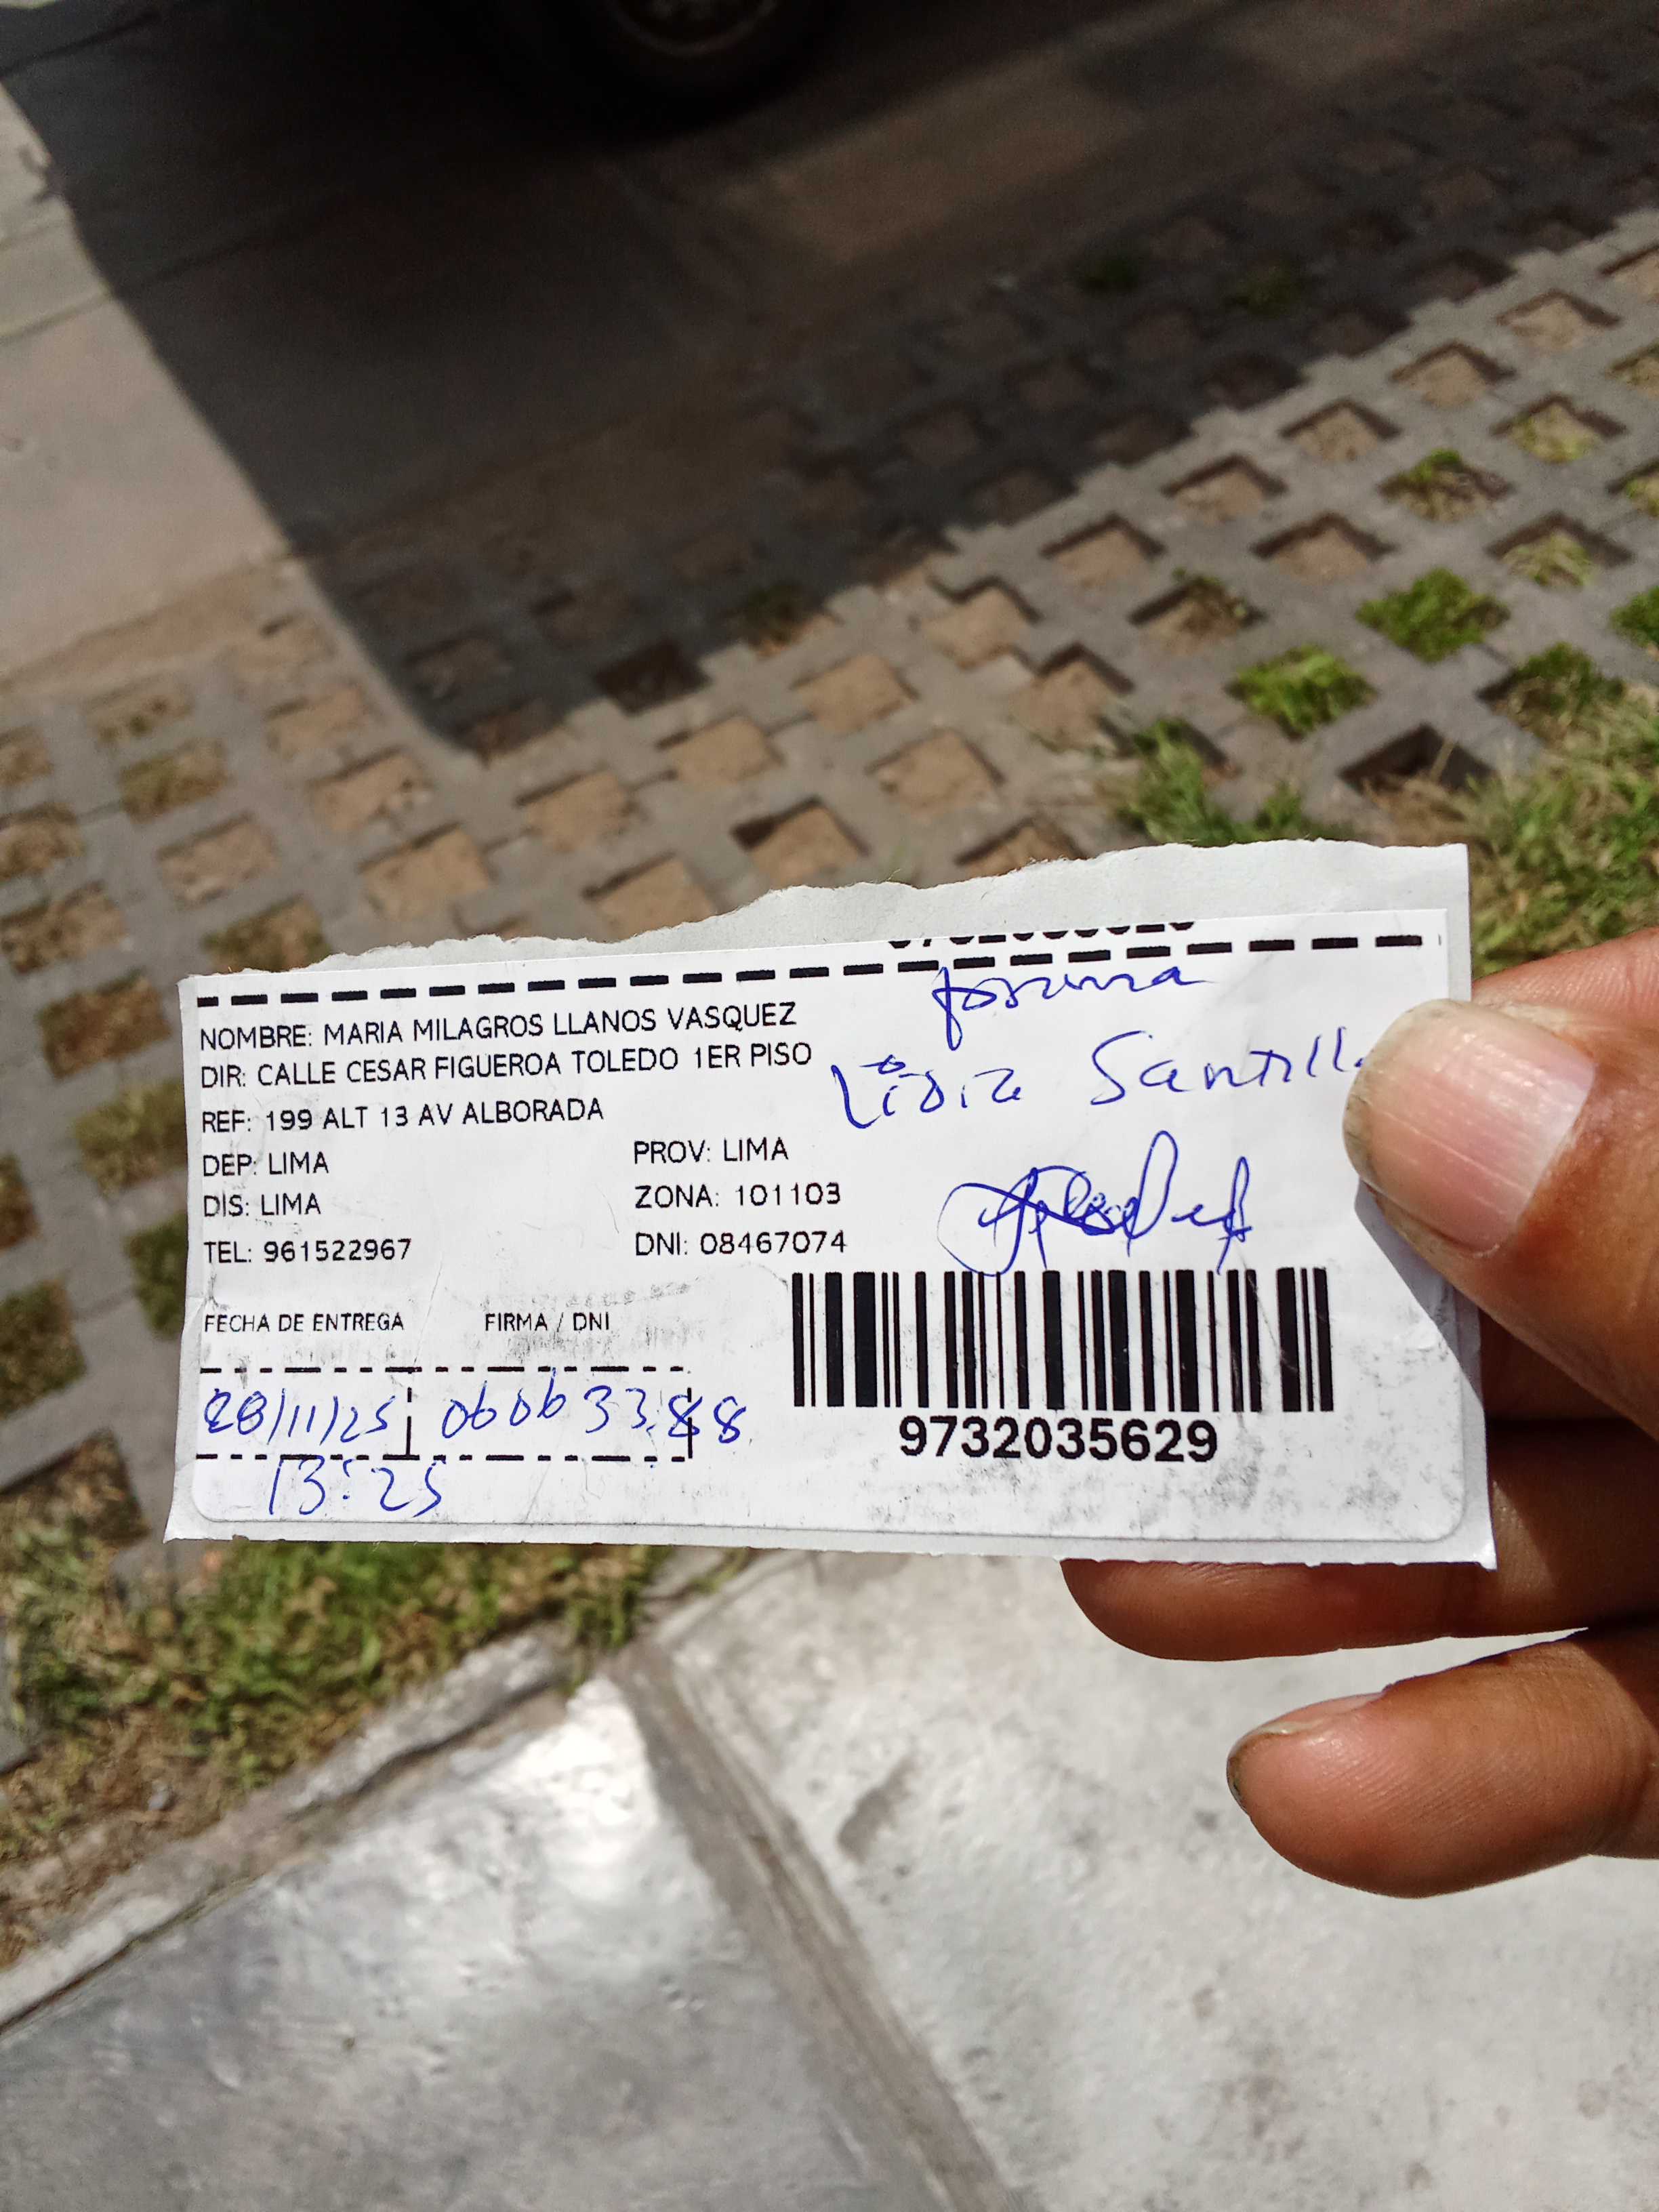 NOMBRE: MARIA MILAGROS LLANOS VASQUEZ
DIR: CALLE CESAR FIGUEROA TOLEDO 1ER PISO
REF: 199 ALT 13 AV ALBORADA
DEP: LIMA PROV: LIMA
DIS: LIMA ZONA: 101103
TEL: 961522967 DNI: 08467074
Lidia
FECHA DE ENTREGA FIRMA / DNI
28/11/25 06063388
13:25
9732035629